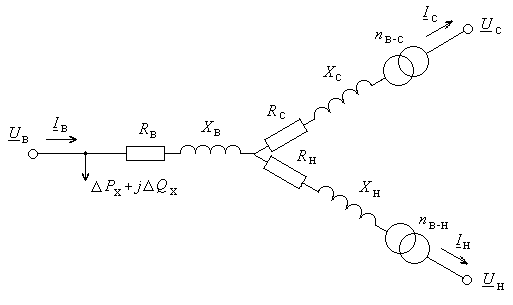 I_С
n_В-С
U_С
X_С
R_С
I_В
R_В
X_В
U_В
R_Н
ΔP_Х + jΔQ_Х
X_Н
n_В-Н
I_Н
U_Н